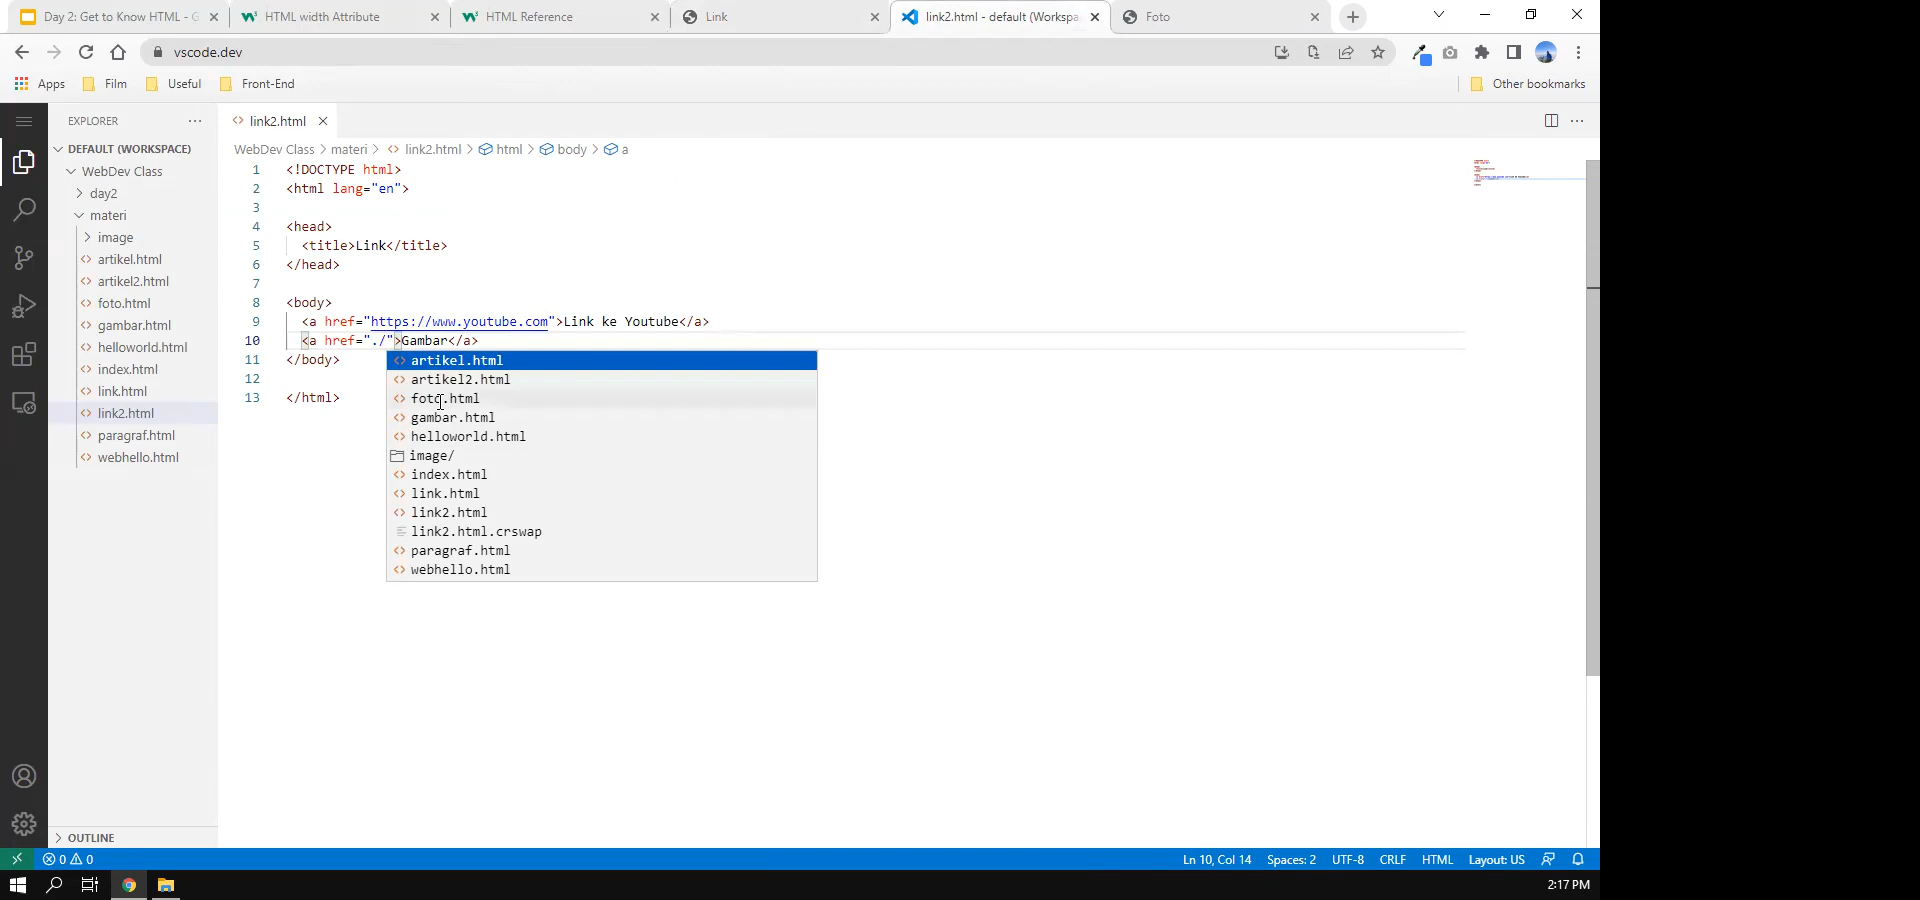 Day 2: Get to Know HTML - G
HTML width Attribute
HTML Reference
Link
link2.html - default (Workspa
Foto
vscode.dev
Apps
Film
Useful
Front-End
Other bookmarks
EXPLORER
link2.html
DEFAULT (WORKSPACE)
WebDev Class > materi > link2.html > html > body > a
WebDev Class
day2
materi
image
artikel.html
artikel2.html
foto.html
gambar.html
helloworld.html
index.html
link.html
link2.html
paragraf.html
webhello.html
OUTLINE
1 <!DOCTYPE html>
2 <html lang="en">
3
4 <head>
5 <title>Link</title>
6 </head>
7
8 <body>
9 <a href="https://www.youtube.com">Link ke Youtube</a>
10 <a href="./">Gambar</a>
11 </body>
12
13 </html>
artikel.html
artikel2.html
foto.html
gambar.html
helloworld.html
image/
index.html
link.html
link2.html
link2.html.crswap
paragraf.html
webhello.html
0 0
Ln 10, Col 14
Spaces: 2
UTF-8
CRLF
HTML
Layout: US
2:17 PM